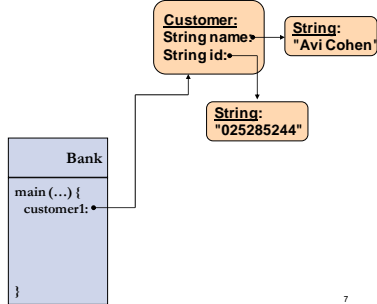 Customer:
String name:
String id:
String:
"Avi Cohen"
String:
"025285244"
Bank
main (…) {
customer1:
}
7